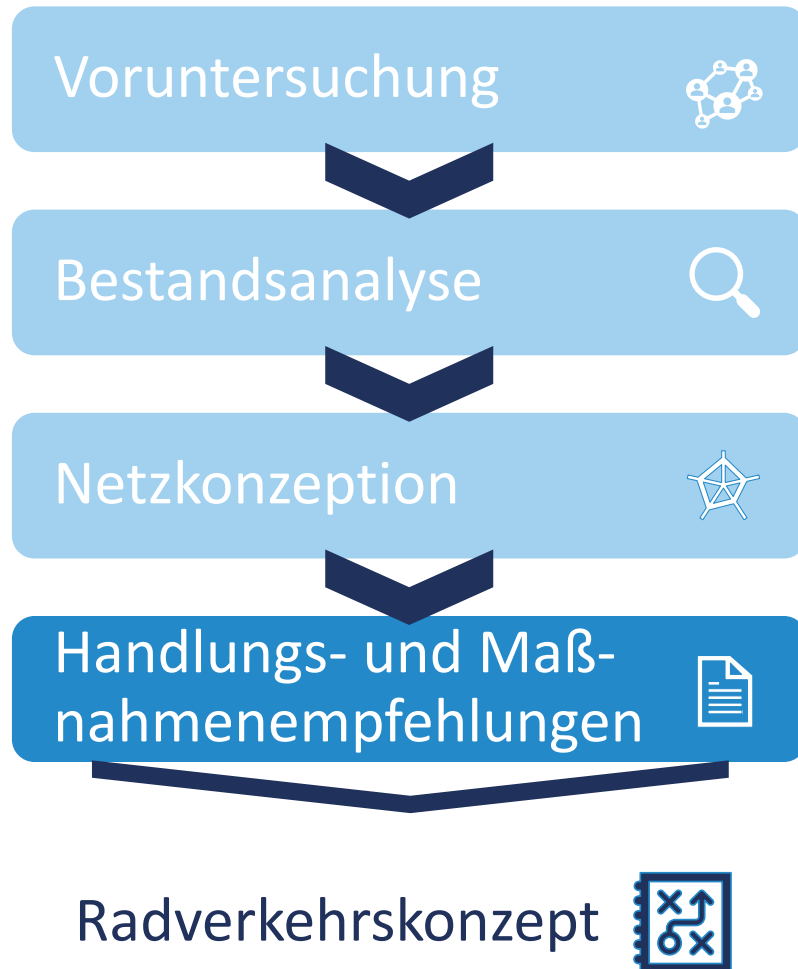 Voruntersuchung
Bestandsanalyse
Netzkonzeption
Handlungs- und Maß-
nahmenempfehlungen
Radverkehrskonzept